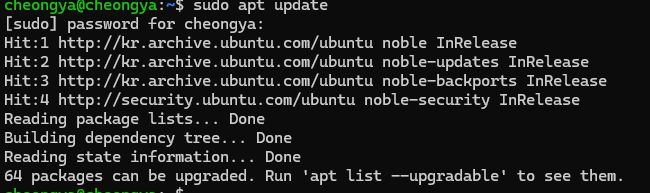 cheongya@cheongya:~$ sudo apt update
[sudo] password for cheongya:
Hit:1 http://kr.archive.ubuntu.com/ubuntu noble InRelease
Hit:2 http://kr.archive.ubuntu.com/ubuntu noble-updates InRelease
Hit:3 http://kr.archive.ubuntu.com/ubuntu noble-backports InRelease
Hit:4 http://security.ubuntu.com/ubuntu noble-security InRelease
Reading package lists... Done
Building dependency tree... Done
Reading state information... Done
64 packages can be upgraded. Run 'apt list --upgradable' to see them.
cheongya@cheongya:~$